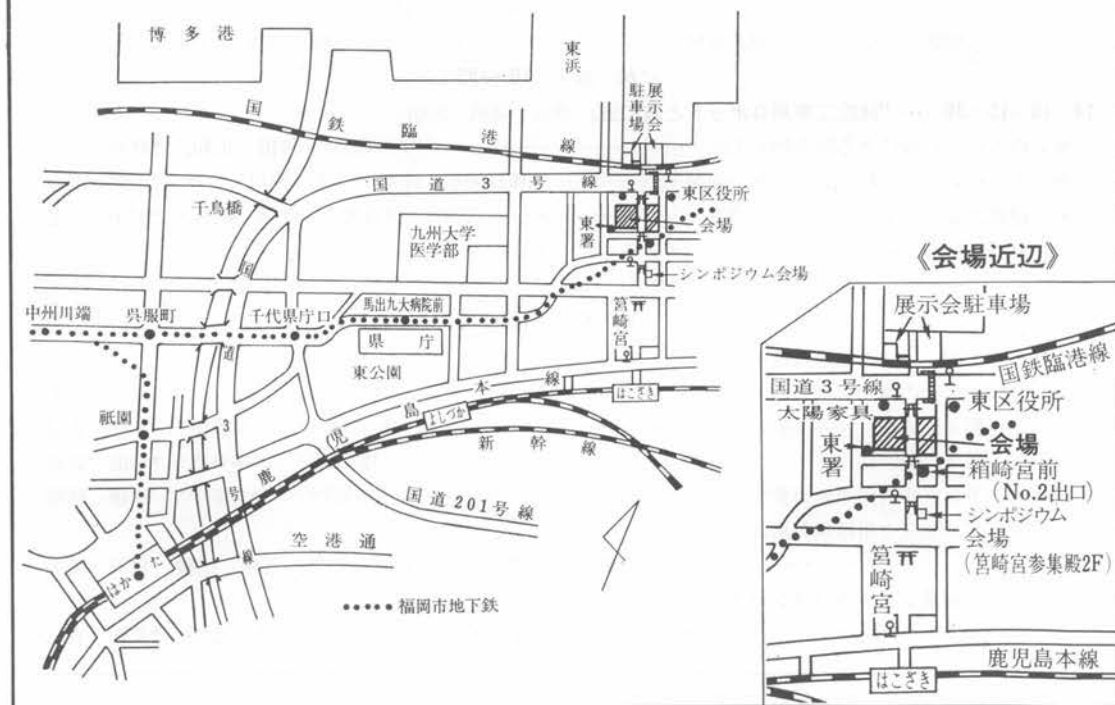 博多港
東浜
展示会
駐車場
国鉄臨港線
国道3号線
千鳥橋
九州大学
医学部
東署
東区役所
会場
シンポジウム会場
中州川端
呉服町
千代県庁口
馬出九大病院前
県庁
東公園
筥崎宮
祇園
国道3号線
鹿児島本線
よしづか
はこざき
新幹線
国道201号線
空港通
はかた
福岡市地下鉄
《会場近辺》
展示会駐車場
国鉄臨港線
国道3号線
太陽家具
東区役所
東署
会場
箱崎宮前
(No.2出口)
シンポジウム
会場
(筥崎宮参集殿2F)
筥崎宮
鹿児島本線
はこざき